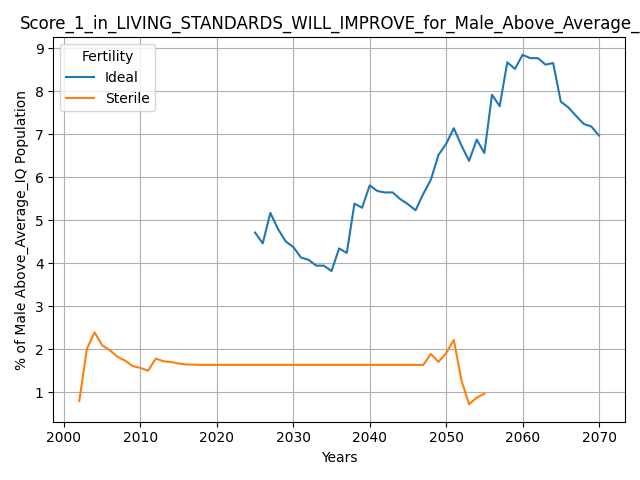 Score_1_in_LIVING_STANDARDS_WILL_IMPROVE_for_Male_Above_Average_
Fertility
Ideal
Sterile
% of Male Above_Average_IQ Population
9
8
7
6
5
4
3
2
1
2000 2010 2020 2030 2040 2050 2060 2070
Years